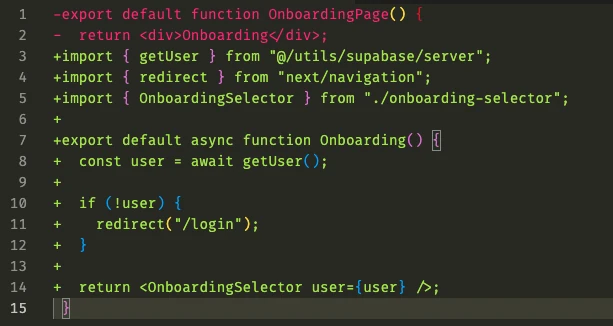 1 -export default function OnboardingPage() {
2 -  return <div>Onboarding</div>;
3 +import { getUser } from "@/utils/supabase/server";
4 +import { redirect } from "next/navigation";
5 +import { OnboardingSelector } from "./onboarding-selector";
6 +
7 +export default async function Onboarding() {
8 +  const user = await getUser();
9 +
10 +  if (!user) {
11 +    redirect("/login");
12 +  }
13 +
14 +  return <OnboardingSelector user={user} />;
15  }